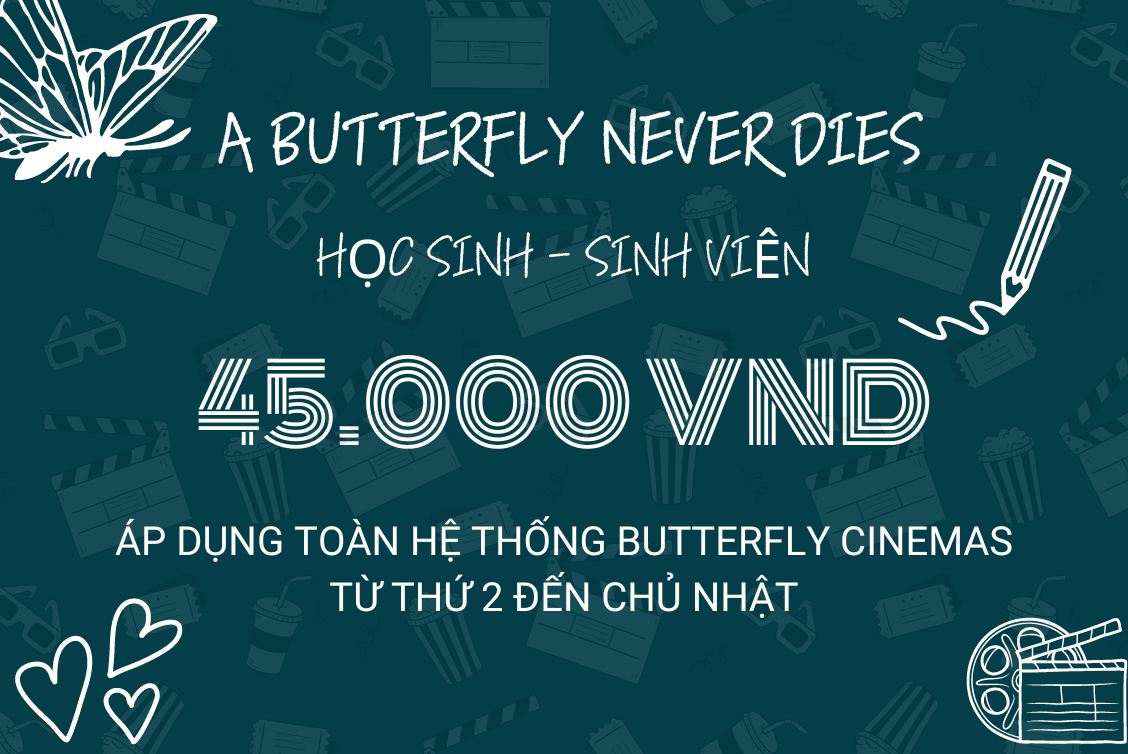 A BUTTERFLY NEVER DIES
HỌC SINH - SINH VIÊN
45.000 VND
ÁP DỤNG TOÀN HỆ THỐNG BUTTERFLY CINEMAS
TỪ THỨ 2 ĐẾN CHỦ NHẬT